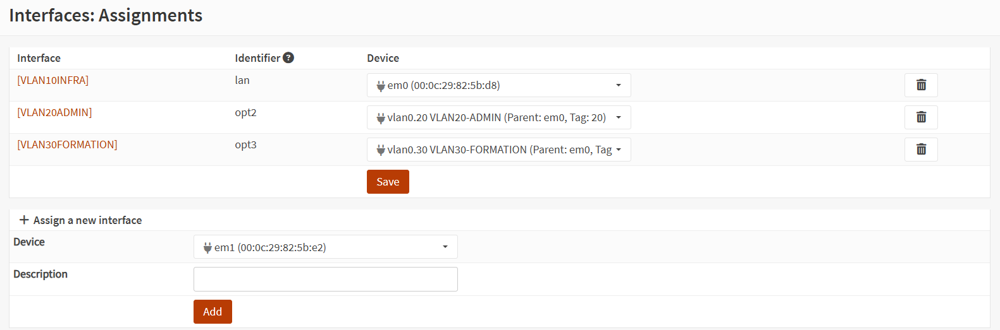 Interfaces: Assignments
Interface Identifier ? Device
[VLAN10INFRA] lan em0 (00:0c:29:82:5b:d8)
[VLAN20ADMIN] opt2 vlan0.20 VLAN20-ADMIN (Parent: em0, Tag: 20)
[VLAN30FORMATION] opt3 vlan0.30 VLAN30-FORMATION (Parent: em0, Tag
Save
+ Assign a new interface
Device em1 (00:0c:29:82:5b:e2)
Description
Add